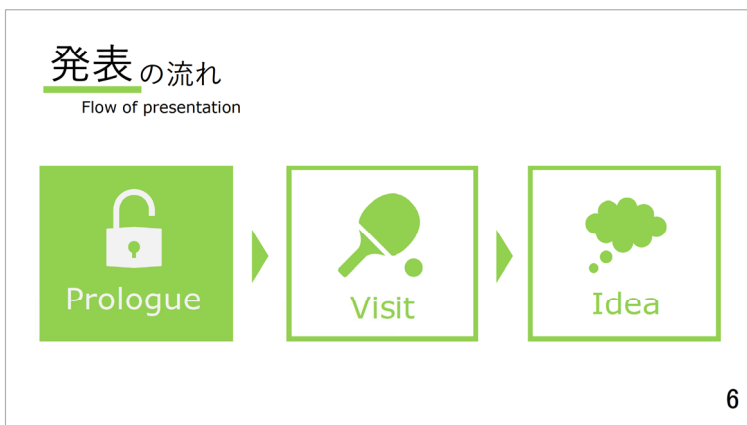 発表の流れ
Flow of presentation
Prologue
Visit
Idea
6